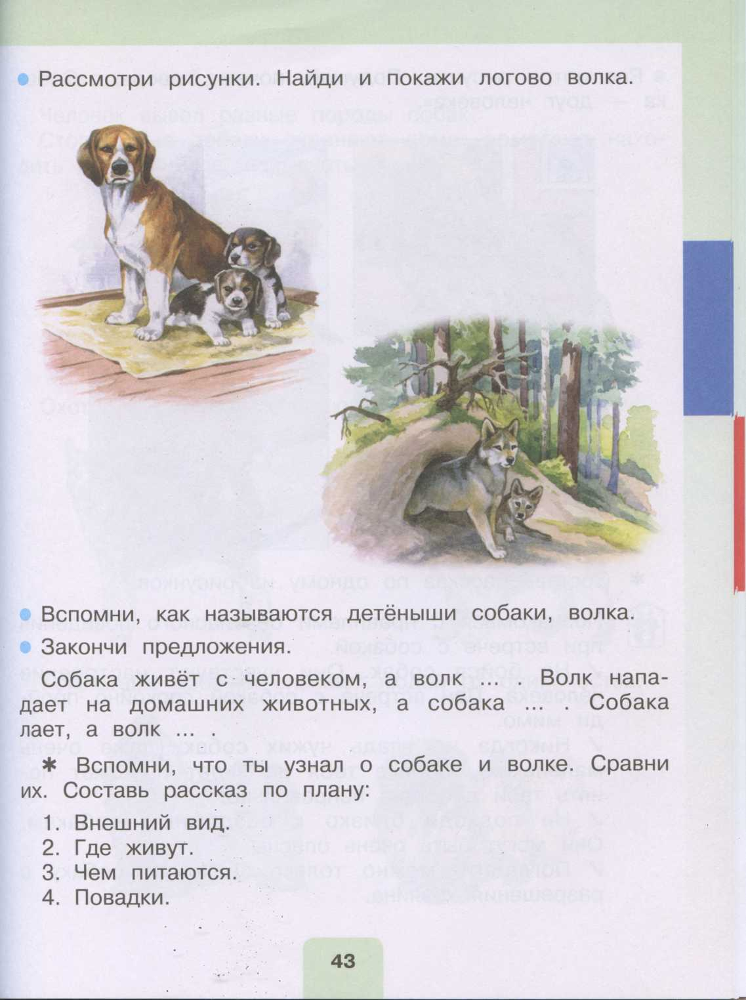 Рассмотри рисунки. Найди и покажи логово волка.
Вспомни, как называются детёныши собаки, волка.
Закончи предложения.
Собака живёт с человеком, а волк ... . Волк напа-
дает на домашних животных, а собака ... . Собака
лает, а волк ... .
* Вспомни, что ты узнал о собаке и волке. Сравни
их. Составь рассказ по плану:
1. Внешний вид.
2. Где живут.
3. Чем питаются.
4. Повадки.
43